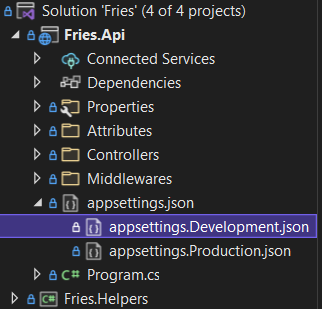 Solution 'Fries' (4 of 4 projects)
Fries.Api
Connected Services
Dependencies
Properties
Attributes
Controllers
Middlewares
appsettings.json
appsettings.Development.json
appsettings.Production.json
C# Program.cs
C# Fries.Helpers